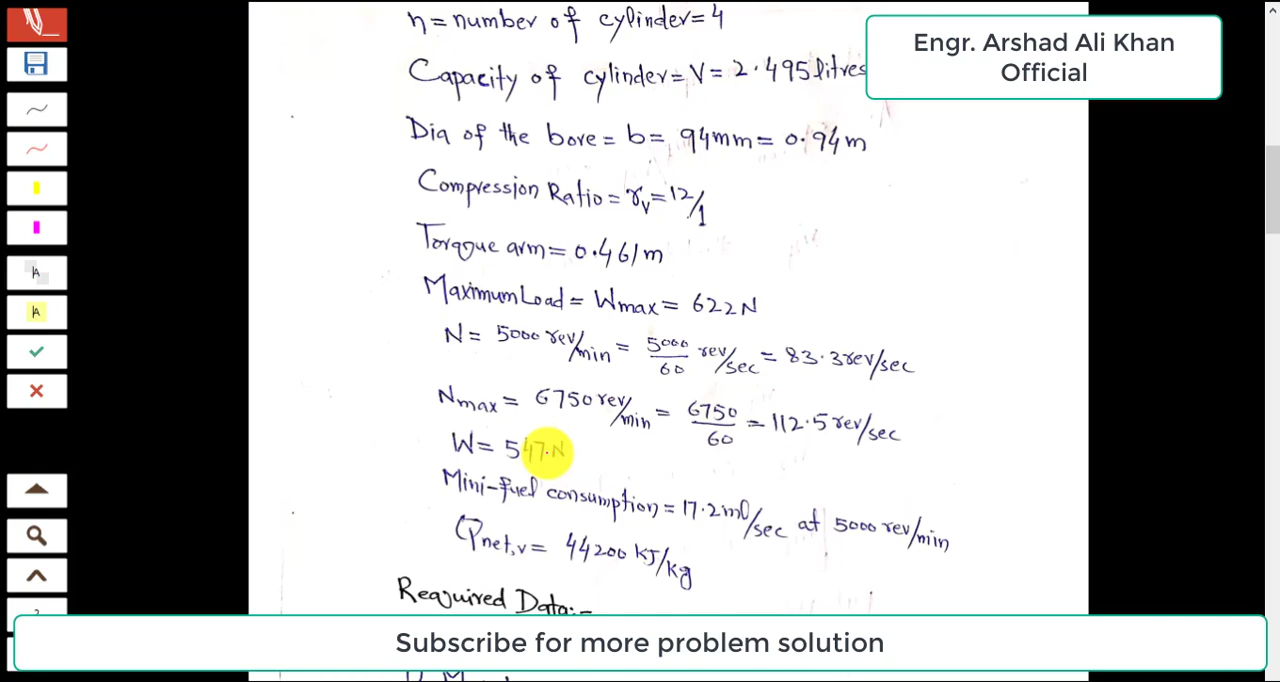 n = number of cylinder = 4
Engr. Arshad Ali Khan
Official
Capacity of cylinder = V = 2.495 litres
Dia of the bore = b = 94mm = 0.94m
Compression Ratio = rv = 12/1
Torque arm = 0.461m
Maximum Load = Wmax = 622N
N = 5000 rev/min = 5000/60 rev/sec = 83.3 rev/sec
Nmax = 6750 rev/min = 6750/60 = 112.5 rev/sec
W = 547.N
Mini-fuel consumption = 17.2 ml/sec at 5000 rev/min
net,v = 44200 kJ/kg
Required Data:-
Subscribe for more problem solution